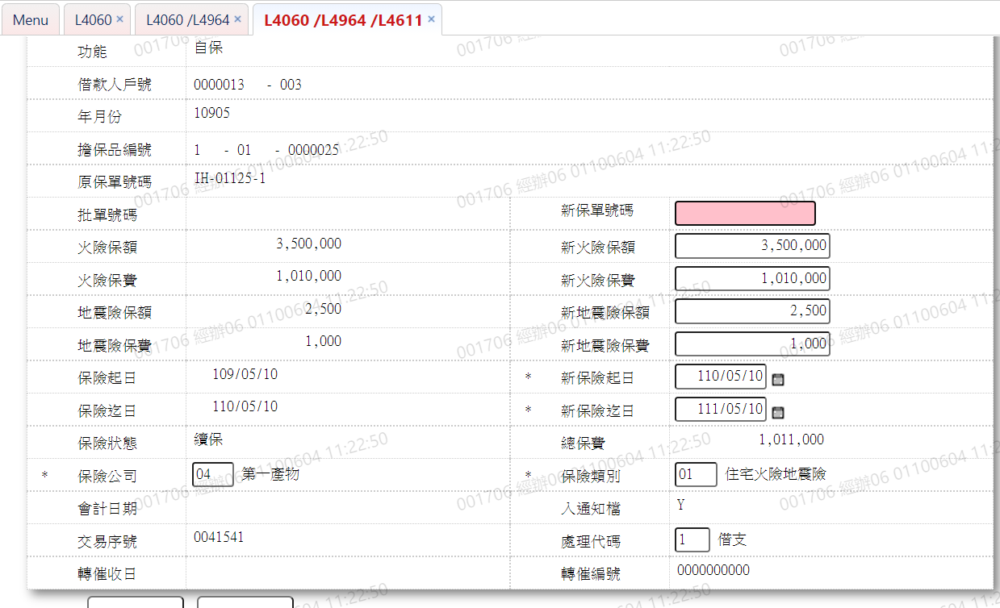 Menu L4060 × L4060 /L4964 × L4060 /L4964 /L4611 ×
功能 自保
借款人戶號 0000013 - 003
年月份 10905
擔保品編號 1 - 01 - 0000025
原保單號碼 IH-01125-1
批單號碼 新保單號碼
火險保額 3,500,000 新火險保額 3,500,000
火險保費 1,010,000 新火險保費 1,010,000
地震險保額 2,500 新地震險保額 2,500
地震險保費 1,000 新地震險保費 1,000
保險起日 109/05/10 * 新保險起日 110/05/10
保險迄日 110/05/10 * 新保險迄日 111/05/10
保險狀態 續保 總保費 1,011,000
* 保險公司 04 第一產物 * 保險類別 01 住宅火險地震險
會計日期 入通知檔 Y
交易序號 0041541 處理代碼 1 借支
轉催收日 轉催編號 0000000000
001706 經辦06 01100604 11:22:50